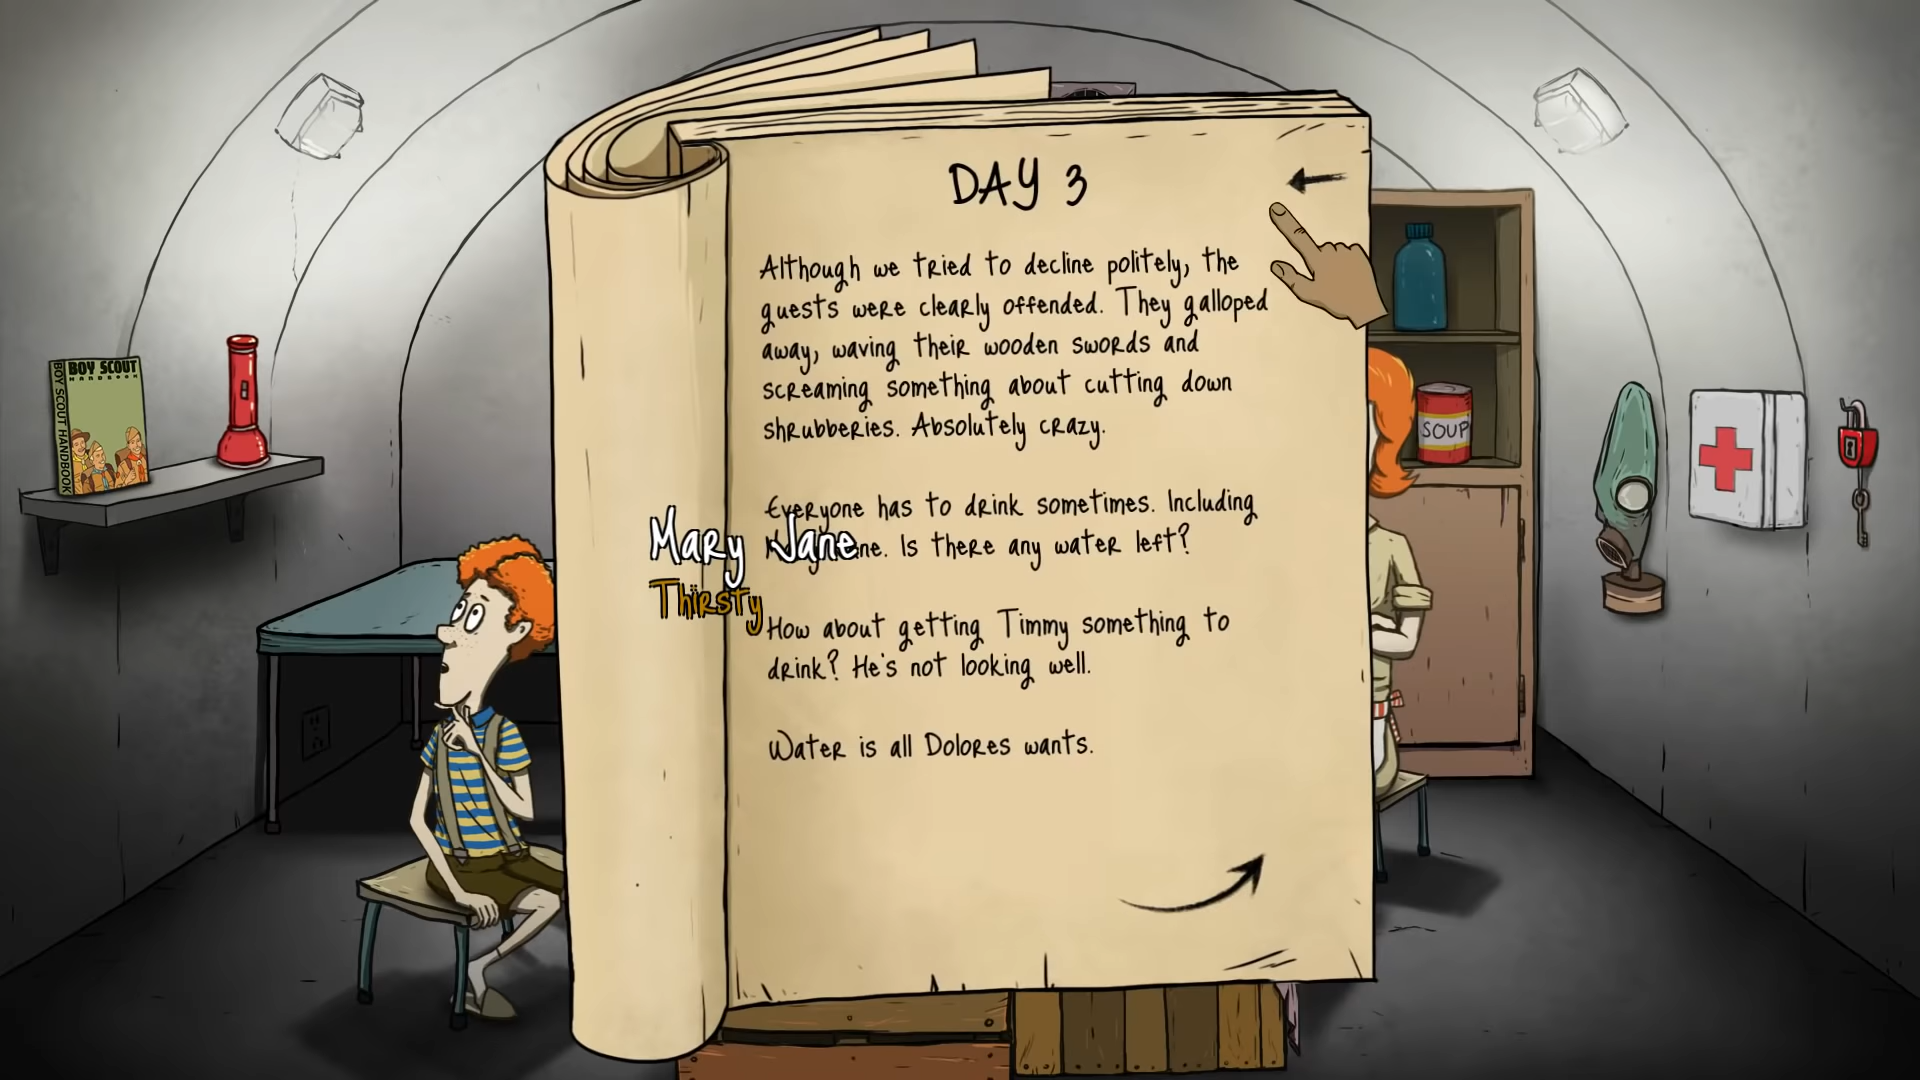 DAY 3
Although we tried to decline politely, the
guests were clearly offended. They galloped
away, waving their wooden swords and
screaming something about cutting down
shrubberies. Absolutely crazy.
Everyone has to drink sometimes. Including
Is there any water left?
Mary Jane
Thirsty
How about getting Timmy something to
drink? He's not looking well.
Water is all Dolores wants.
BOY SCOUT
HANDBOOK
BOY SCOUT HANDBOOK
SOUP